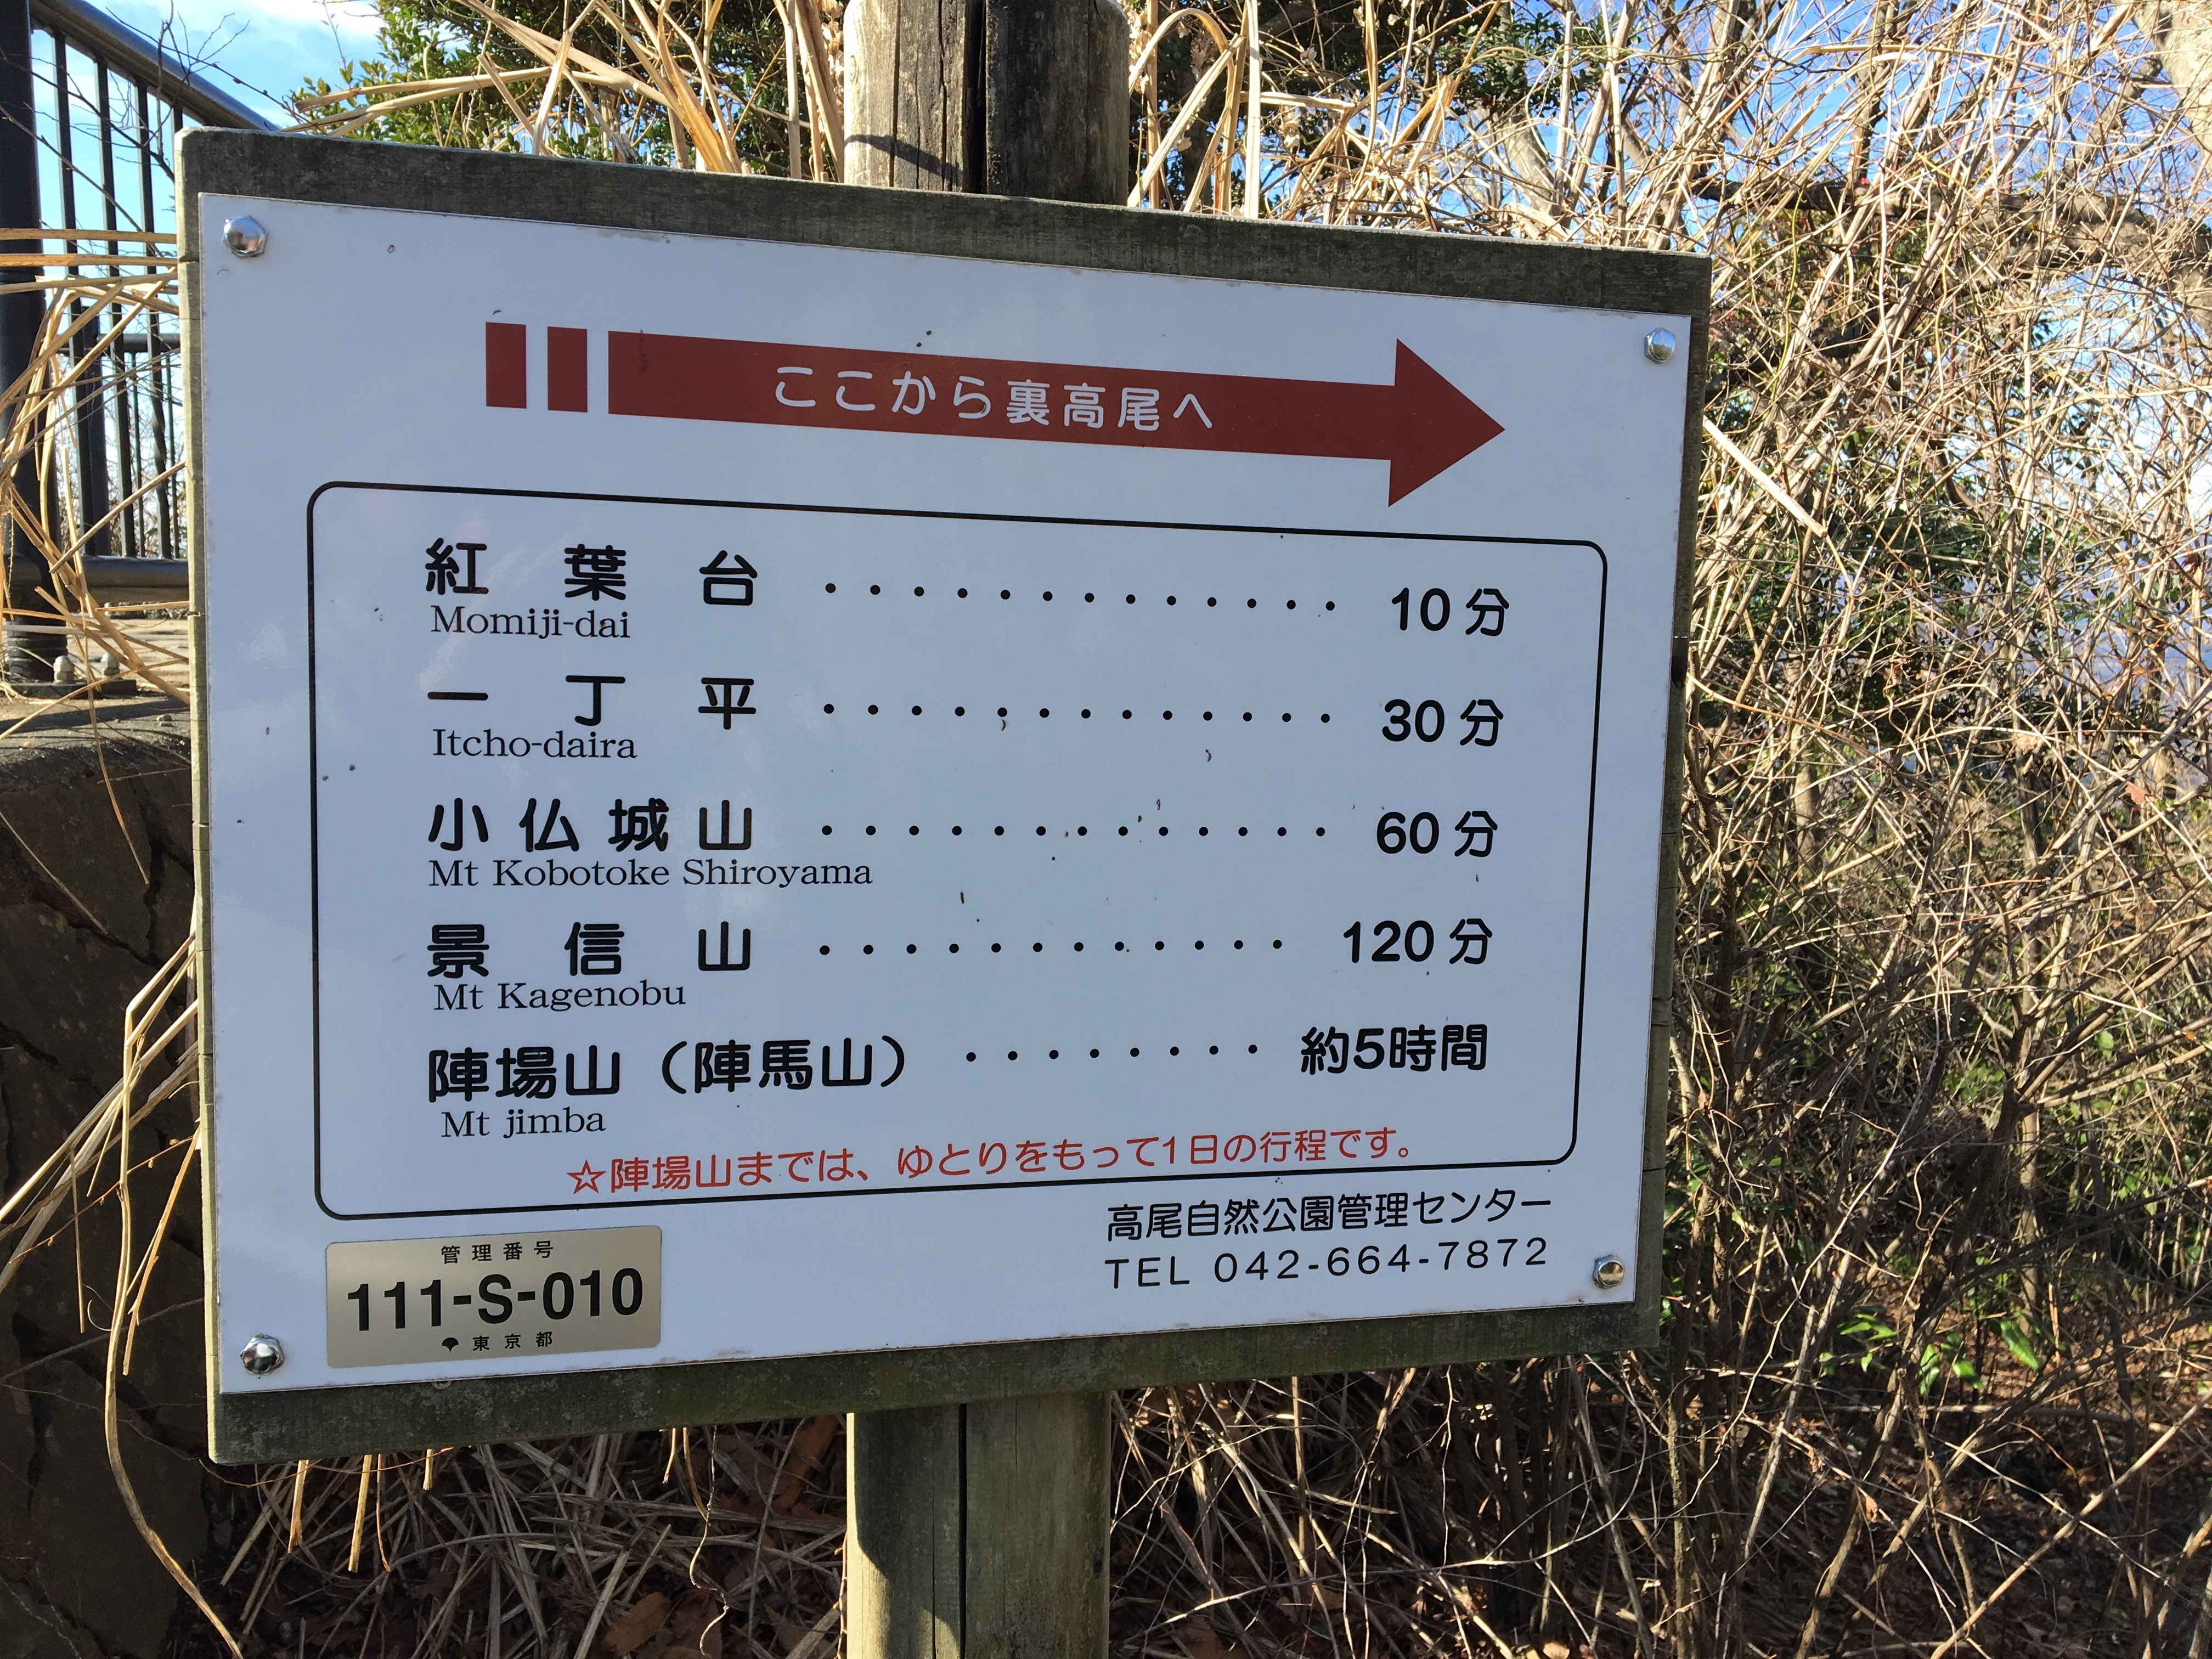 ここから裏高尾へ
紅葉台 ・・・・・・・・・・・・・ 10分
Momiji-dai
一丁平 ・・・・・・・・・・・・・ 30分
Itcho-daira
小仏城山 ・・・・・・・・・・・・・ 60分
Mt Kobotoke Shiroyama
景信山 ・・・・・・・・・・・・ 120分
Mt Kagenobu
陣場山（陣馬山） ・・・・・・・・ 約5時間
Mt jimba
☆陣場山までは、ゆとりをもって1日の行程です。
高尾自然公園管理センター
TEL 042-664-7872
管理番号
111-S-010
東京都